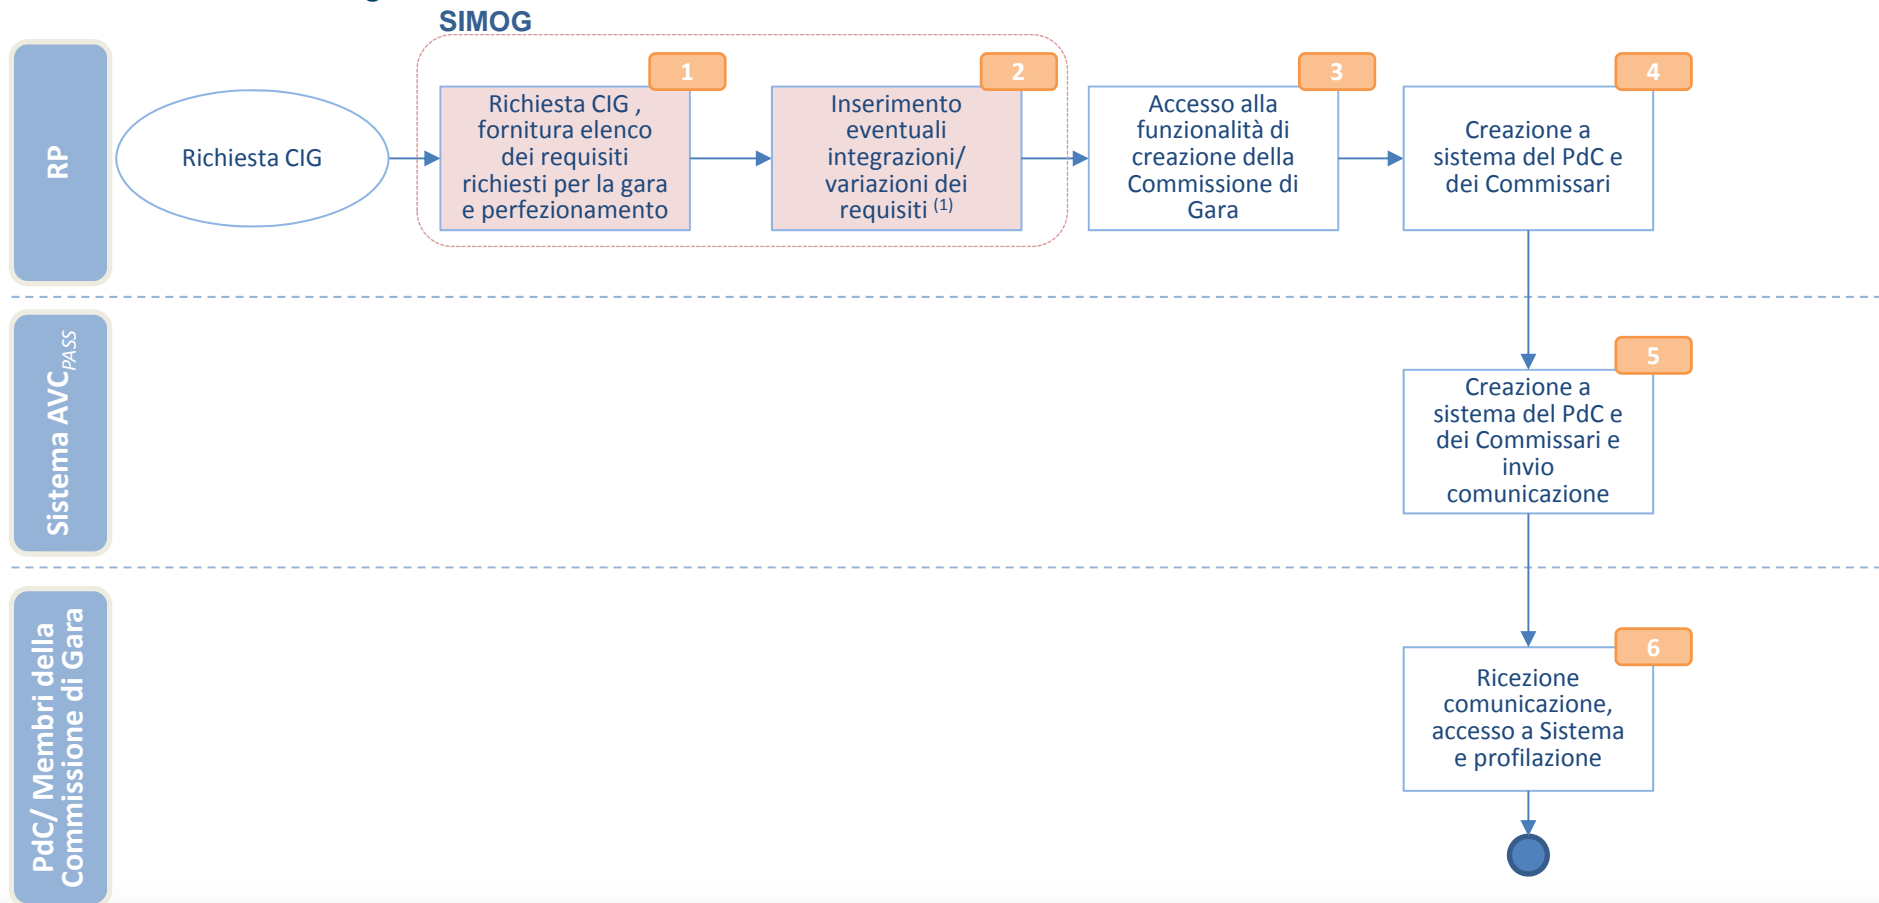 SIMOG
RP
Richiesta CIG
1
Richiesta CIG ,
fornitura elenco
dei requisiti
richiesti per la gara
e perfezionamento
2
Inserimento
eventuali
integrazioni/
variazioni dei
requisiti (1)
3
Accesso alla
funzionalità di
creazione della
Commissione di
Gara
4
Creazione a
sistema del PdC e
dei Commissari
Sistema AVCPASS
5
Creazione a
sistema del PdC e
dei Commissari e
invio
comunicazione
PdC/ Membri della
Commissione di Gara
6
Ricezione
comunicazione,
accesso a Sistema
e profilazione